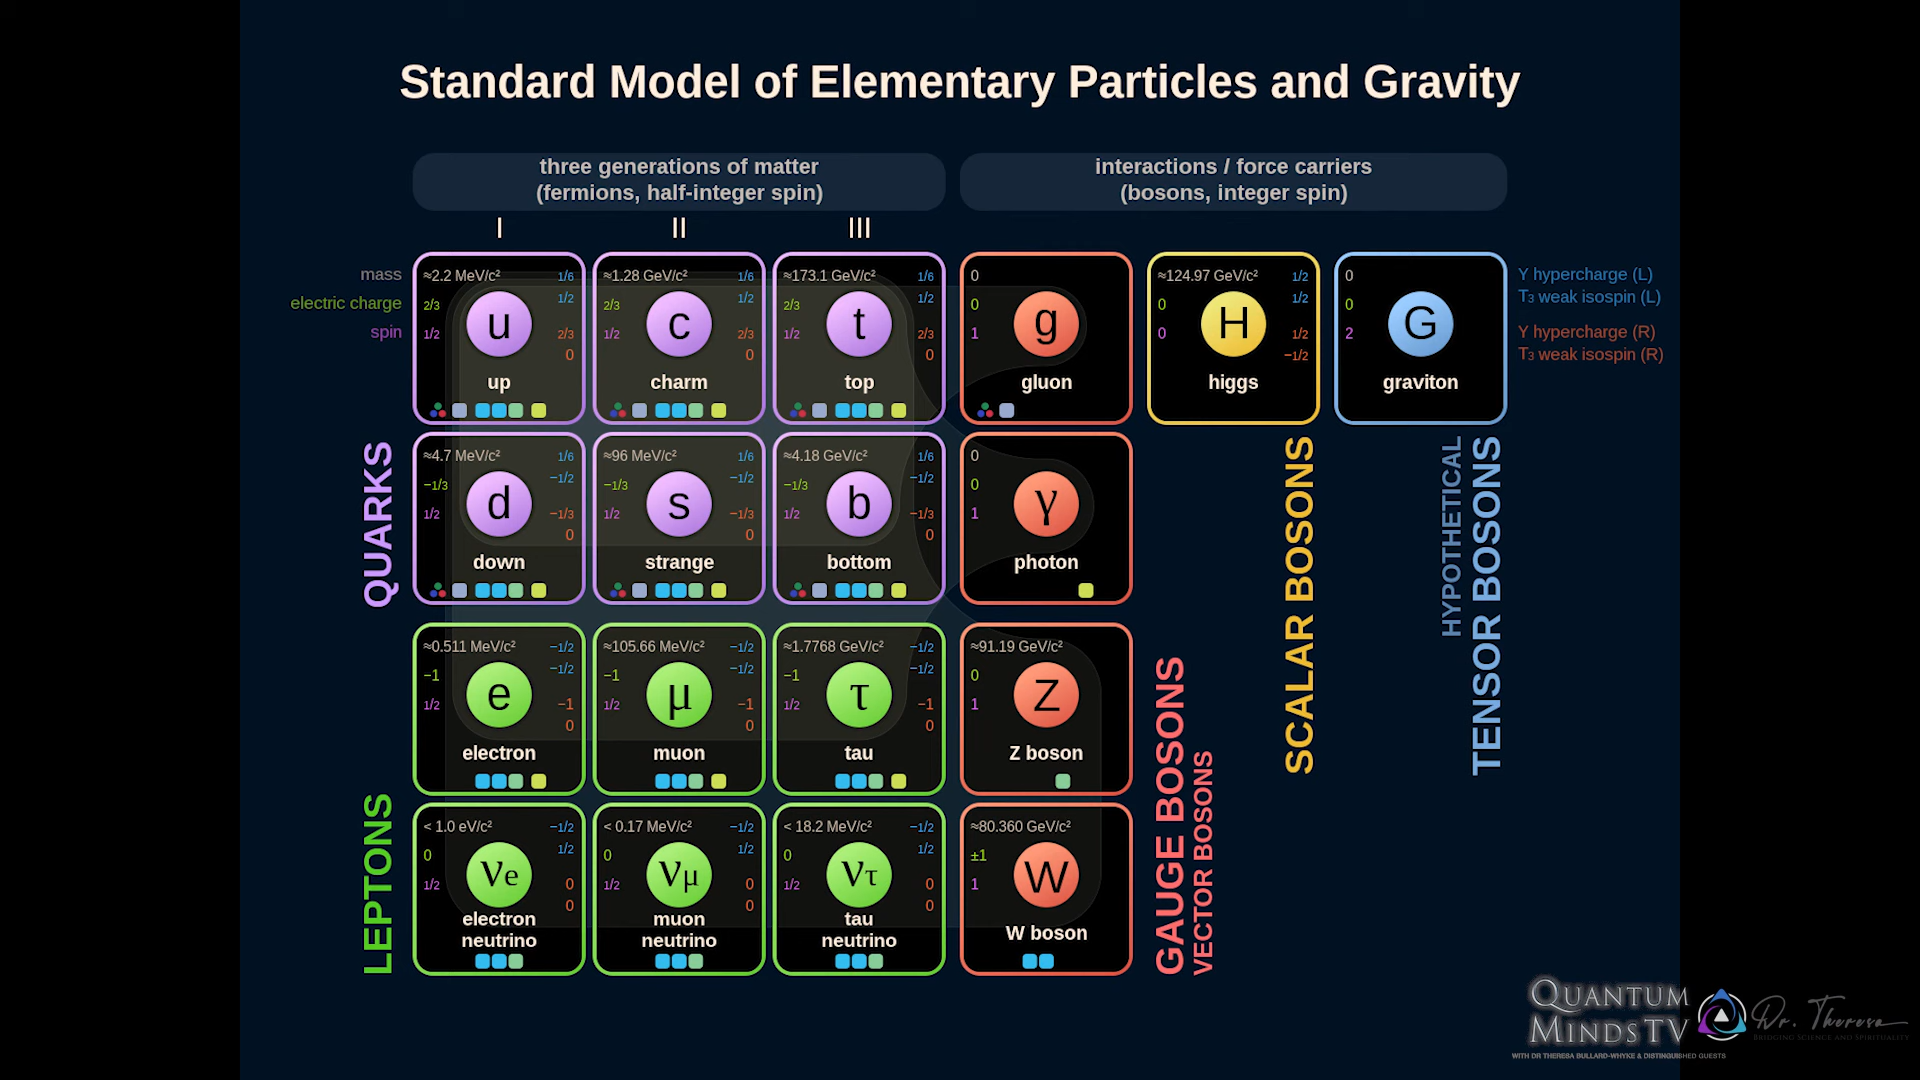 Standard Model of Elementary Particles and Gravity
three generations of matter
(fermions, half-integer spin)
interactions / force carriers
(bosons, integer spin)
I
II
III
mass
electric charge
spin
≈2.2 MeV/c²
2/3
1/2
1/6
1/2
2/3
0
u
up
≈1.28 GeV/c²
2/3
1/2
1/6
1/2
2/3
0
c
charm
≈173.1 GeV/c²
2/3
1/2
1/6
1/2
2/3
0
t
top
0
0
1
g
gluon
≈124.97 GeV/c²
0
0
1/2
1/2
1/2
−1/2
H
higgs
0
0
2
G
graviton
Y hypercharge (L)
T₃ weak isospin (L)
Y hypercharge (R)
T₃ weak isospin (R)
QUARKS
≈4.7 MeV/c²
−1/3
1/2
1/6
−1/2
−1/3
0
d
down
≈96 MeV/c²
−1/3
1/2
1/6
−1/2
−1/3
0
s
strange
≈4.18 GeV/c²
−1/3
1/2
1/6
−1/2
−1/3
0
b
bottom
0
0
1
γ
photon
LEPTONS
≈0.511 MeV/c²
−1
1/2
−1/2
−1/2
−1
0
e
electron
≈105.66 MeV/c²
−1
1/2
−1/2
−1/2
−1
0
μ
muon
≈1.7768 GeV/c²
−1
1/2
−1/2
−1/2
−1
0
τ
tau
≈91.19 GeV/c²
0
1
Z
Z boson
< 1.0 eV/c²
0
1/2
−1/2
1/2
0
0
νe
electron
neutrino
< 0.17 MeV/c²
0
1/2
−1/2
1/2
0
0
νμ
muon
neutrino
< 18.2 MeV/c²
0
1/2
−1/2
1/2
0
0
ντ
tau
neutrino
≈80.360 GeV/c²
±1
1
W
W boson
GAUGE BOSONS
VECTOR BOSONS
SCALAR BOSONS
HYPOTHETICAL
TENSOR BOSONS
QUANTUM
MINDSTV
WITH DR THERESA BULLARD-WHYKE & DISTINGUISHED GUESTS
Dr. Theresa
BRIDGING SCIENCE AND SPIRITUALITY